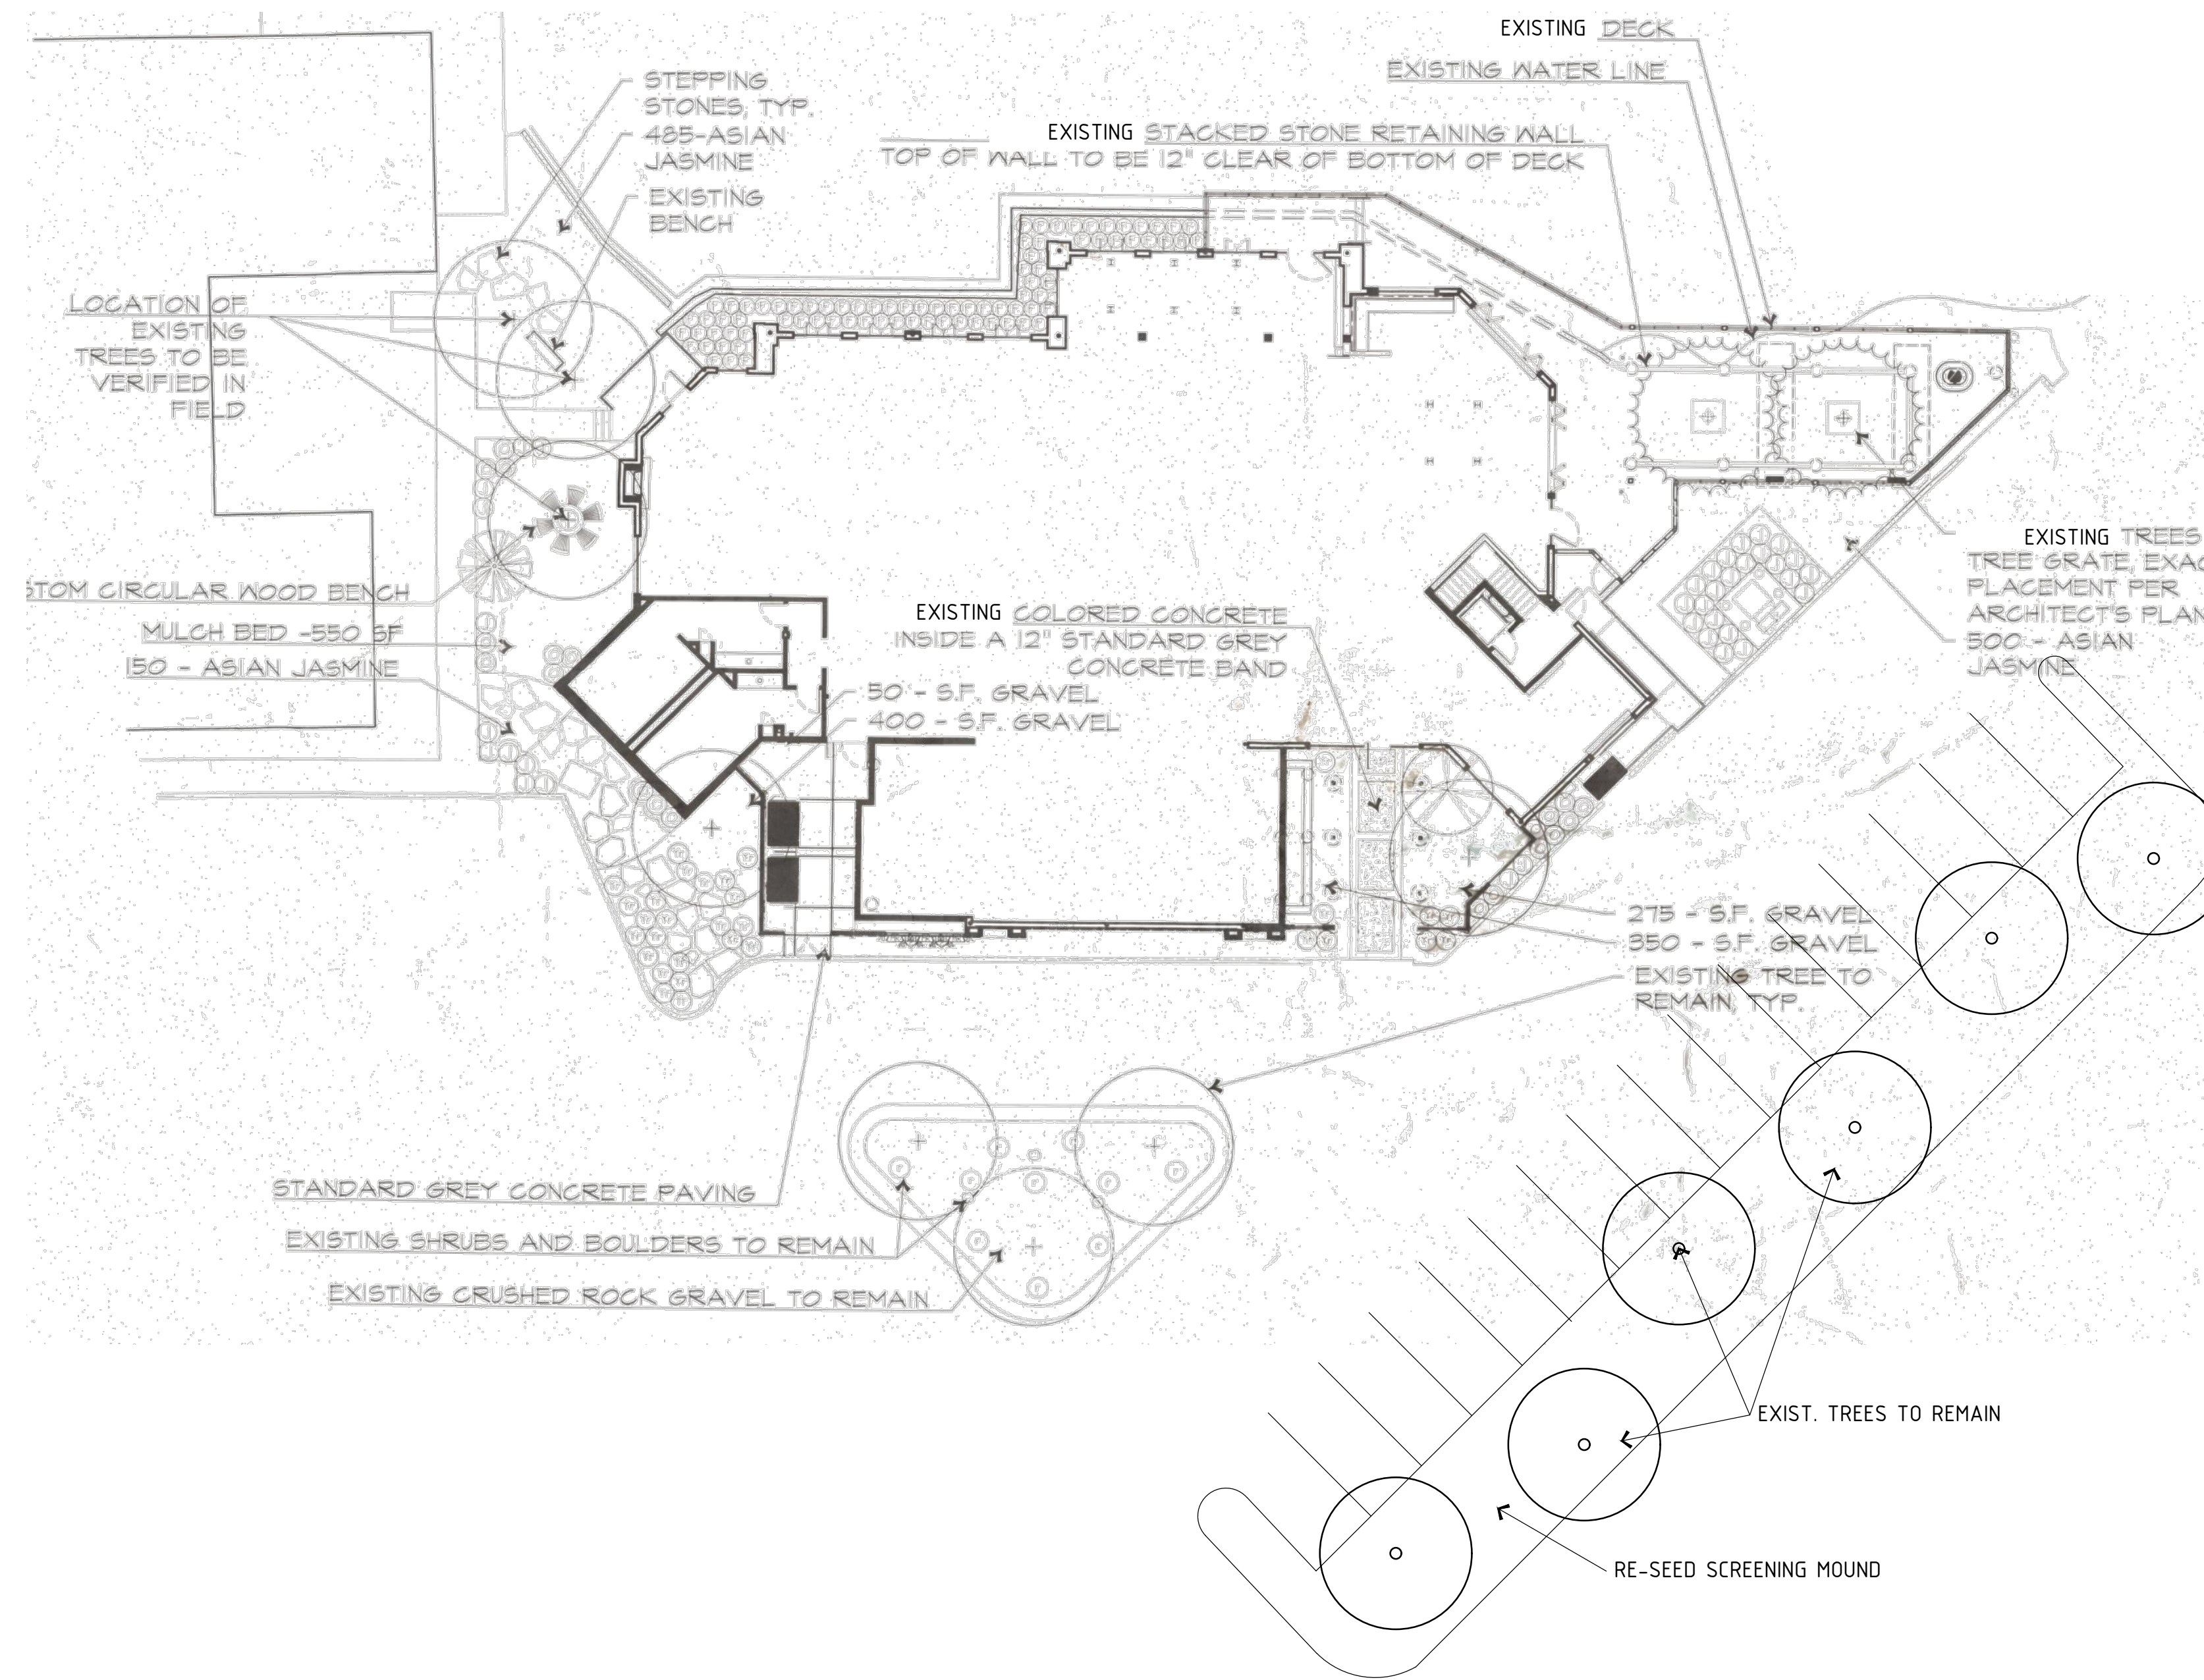 EXISTING DECK
EXISTING WATER LINE
EXISTING STACKED STONE RETAINING WALL
TOP OF WALL TO BE 12" CLEAR OF BOTTOM OF DECK
STEPPING
STONES, TYP.
485-ASIAN
JASMINE
EXISTING
BENCH
LOCATION OF
EXISTING
TREES TO BE
VERIFIED IN
FIELD
STOM CIRCULAR WOOD BENCH
MULCH BED -550 SF
150 - ASIAN JASMINE
EXISTING COLORED CONCRETE
INSIDE A 12" STANDARD GREY
CONCRETE BAND
50 - S.F. GRAVEL
400 - S.F. GRAVEL
EXISTING TREES
TREE GRATE, EXAC
PLACEMENT PER
ARCHITECT'S PLAN
500 - ASIAN
JASMINE
275 - S.F. GRAVEL
350 - S.F. GRAVEL
EXISTING TREE TO
REMAIN, TYP.
STANDARD GREY CONCRETE PAVING
EXISTING SHRUBS AND BOULDERS TO REMAIN
EXISTING CRUSHED ROCK GRAVEL TO REMAIN
EXIST. TREES TO REMAIN
RE-SEED SCREENING MOUND